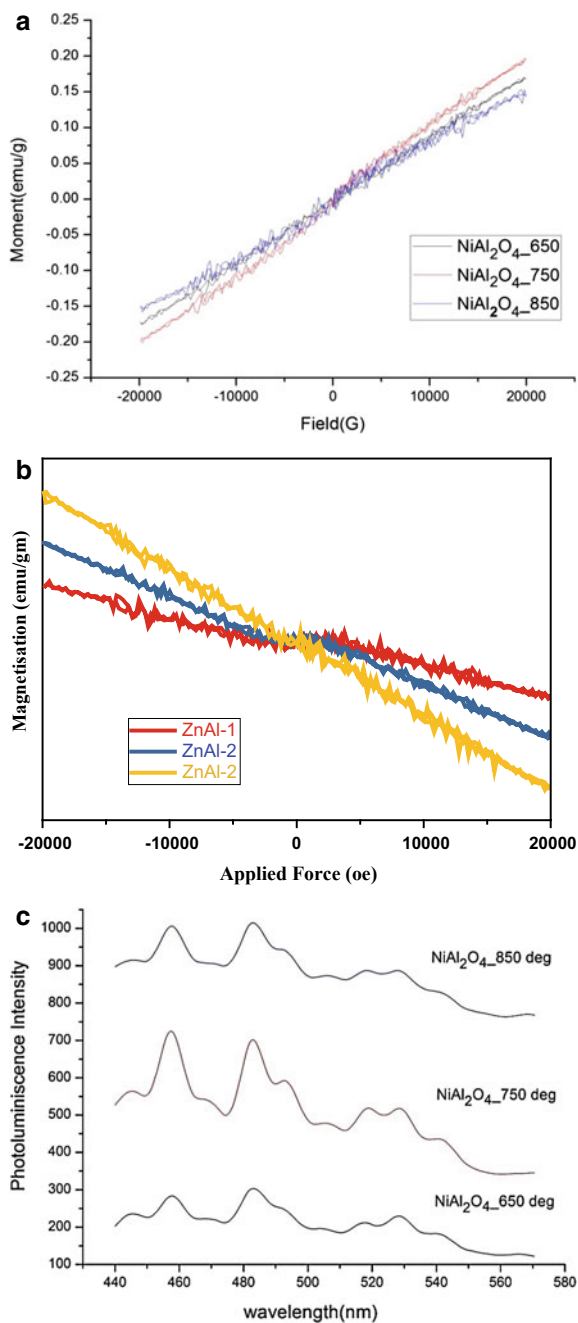 a
0.25
0.20
0.15
0.10
0.05
0.00
-0.05
-0.10
-0.15
-0.20
-0.25
Moment(emu/g)
NiAl2O4_650
NiAl2O4_750
NiAl2O4_850
-20000 -10000 0 10000 20000
Field(G)
b
Magnetisation (emu/gm)
ZnAl-1
ZnAl-2
ZnAl-2
-20000 -10000 0 10000 20000
Applied Force (oe)
c
1000
900
800
700
600
500
400
300
200
100
Photoluminiscence Intensity
NiAl2O4_850 deg
NiAl2O4_750 deg
NiAl2O4_650 deg
440 460 480 500 520 540 560 580
wavelength(nm)